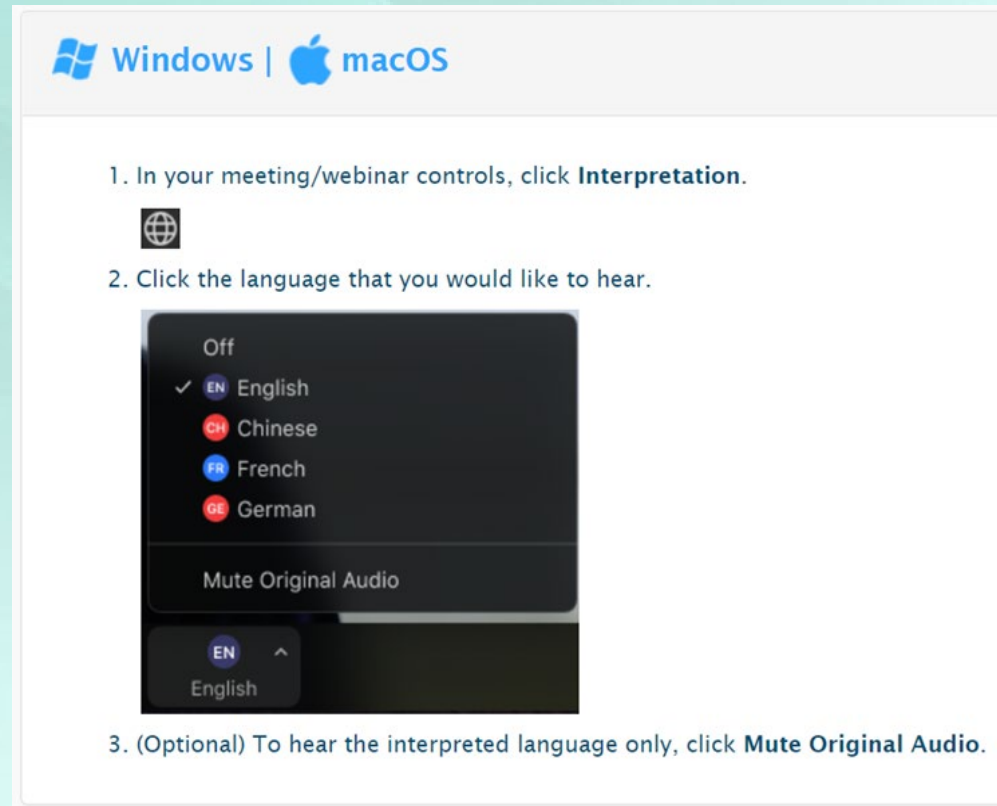 Windows | macOS
1. In your meeting/webinar controls, click Interpretation.
2. Click the language that you would like to hear.
Off
EN English
CH Chinese
FR French
GE German
Mute Original Audio
EN
English
3. (Optional) To hear the interpreted language only, click Mute Original Audio.